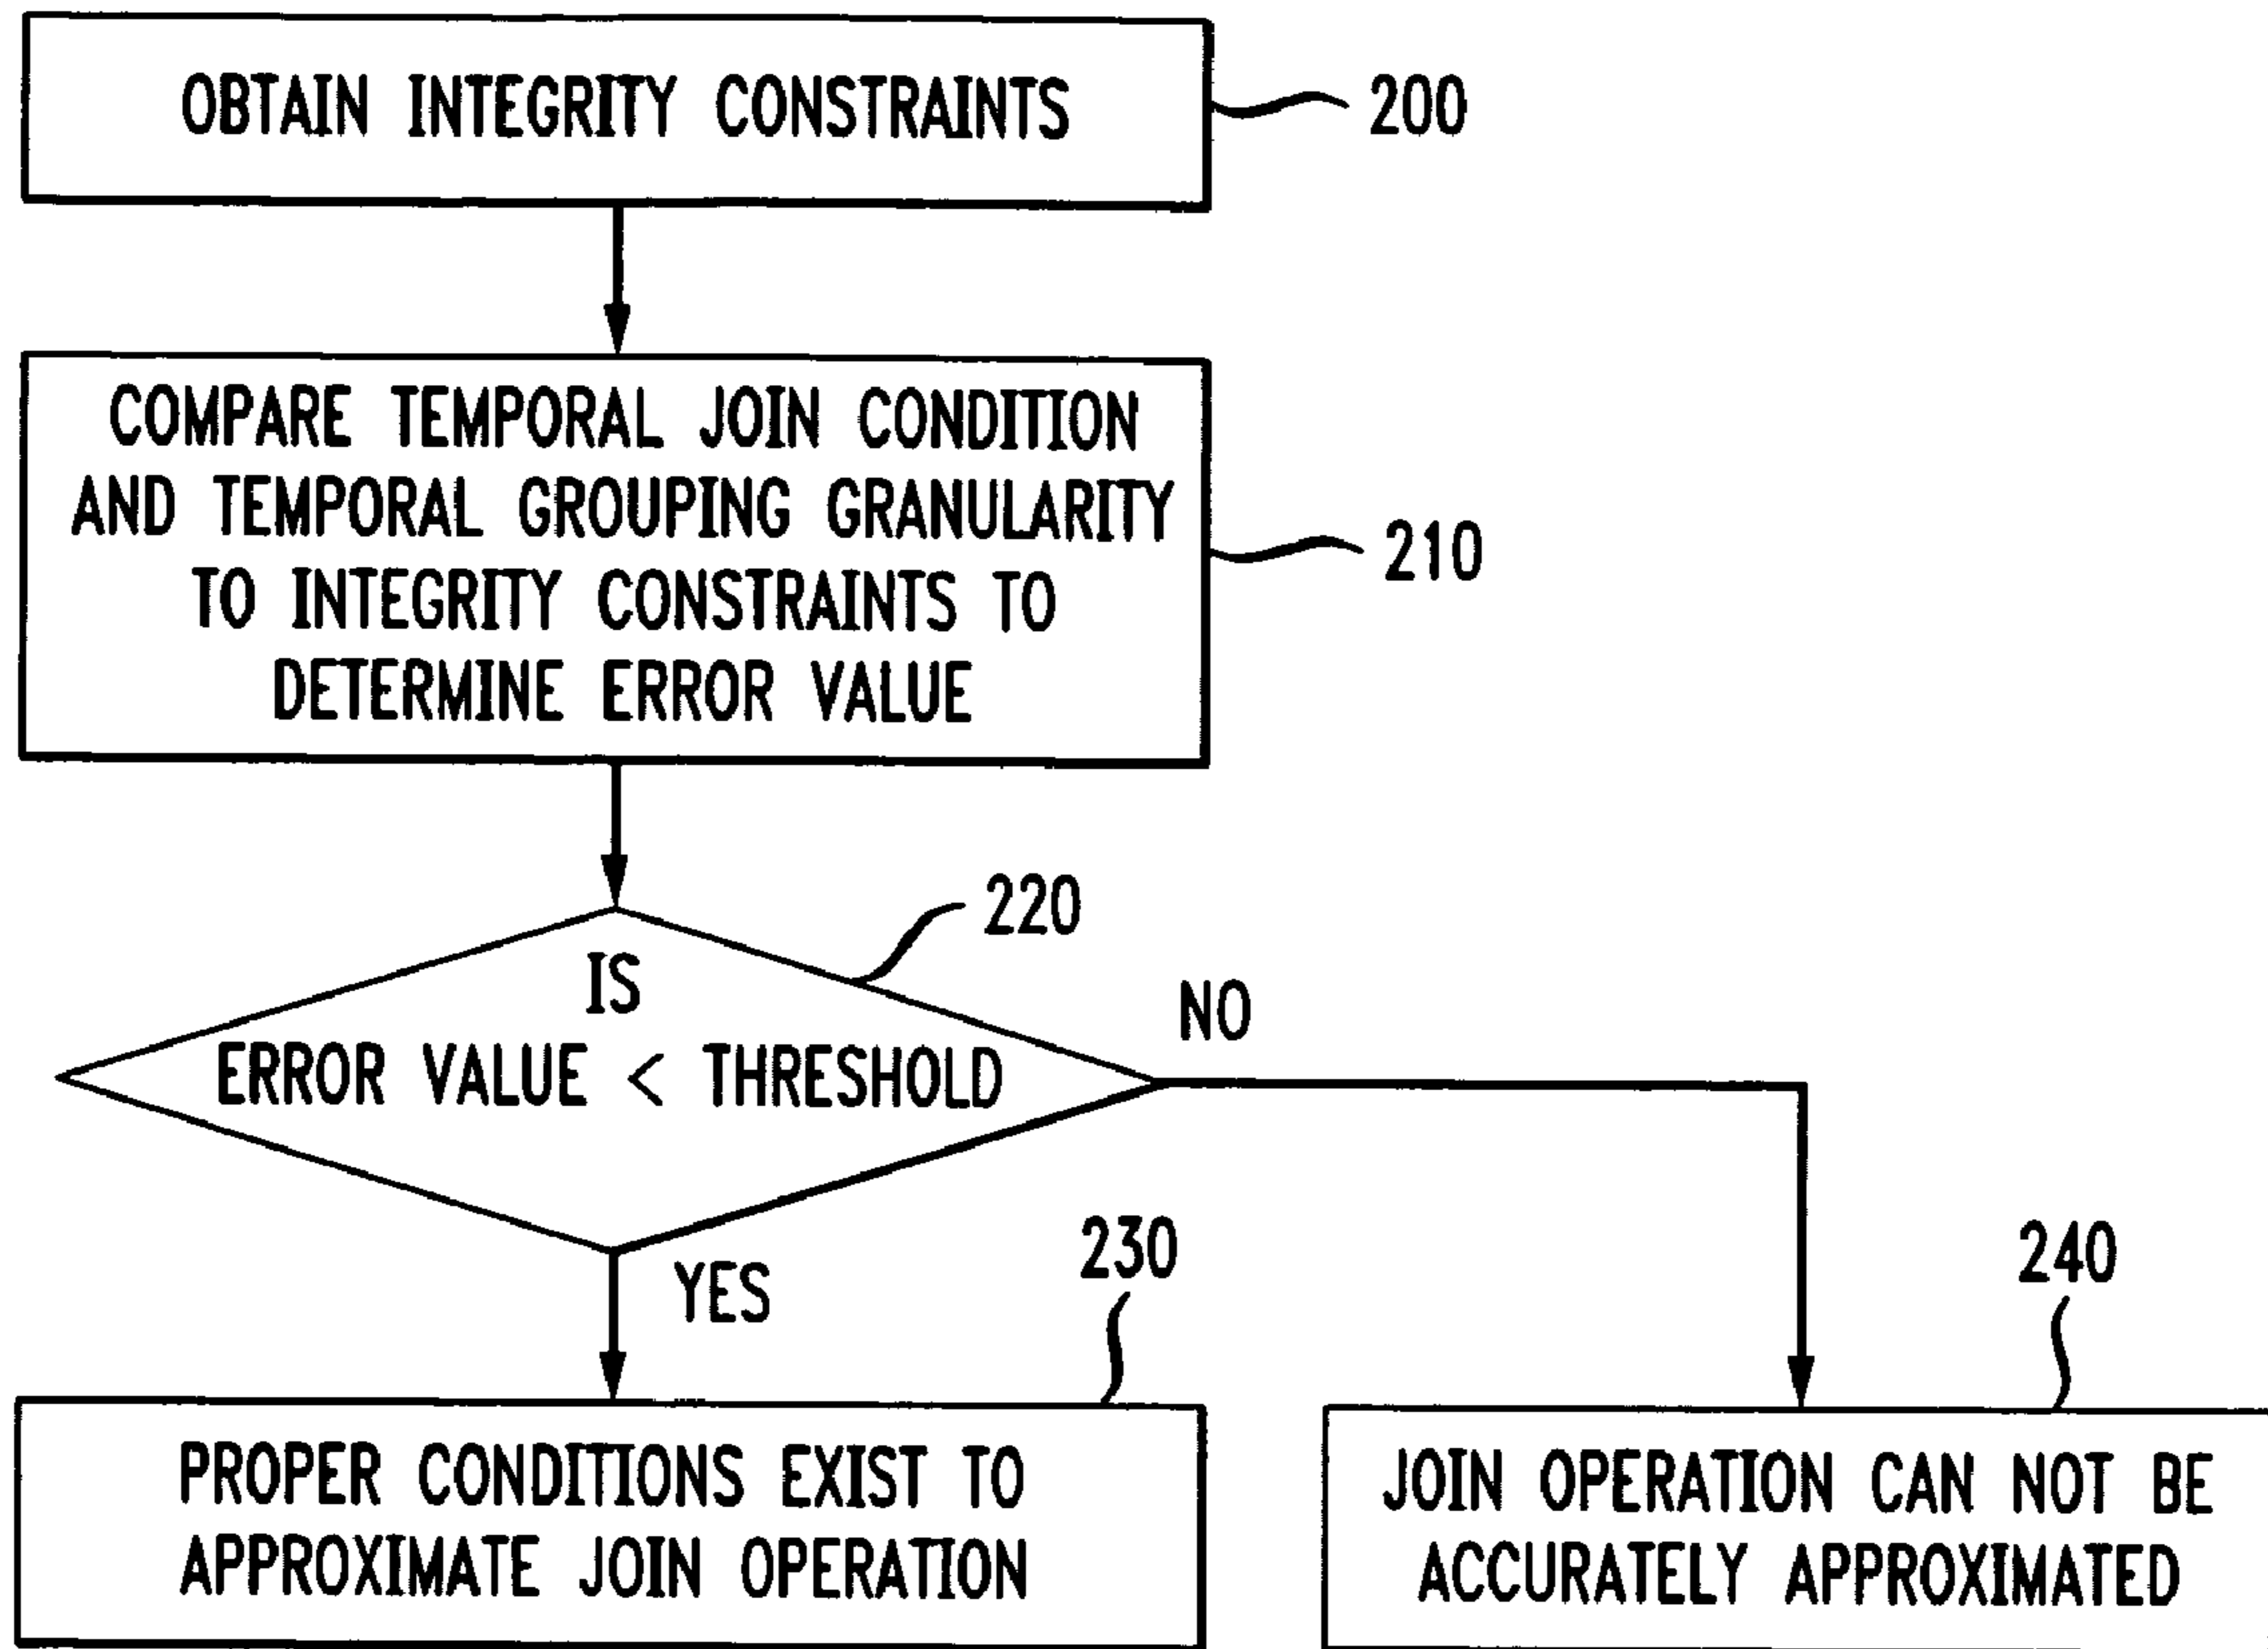 OBTAIN INTEGRITY CONSTRAINTS
200
COMPARE TEMPORAL JOIN CONDITION
AND TEMPORAL GROUPING GRANULARITY
TO INTEGRITY CONSTRAINTS TO
DETERMINE ERROR VALUE
210
220
IS
ERROR VALUE < THRESHOLD
NO
YES
230
PROPER CONDITIONS EXIST TO
APPROXIMATE JOIN OPERATION
240
JOIN OPERATION CAN NOT BE
ACCURATELY APPROXIMATED